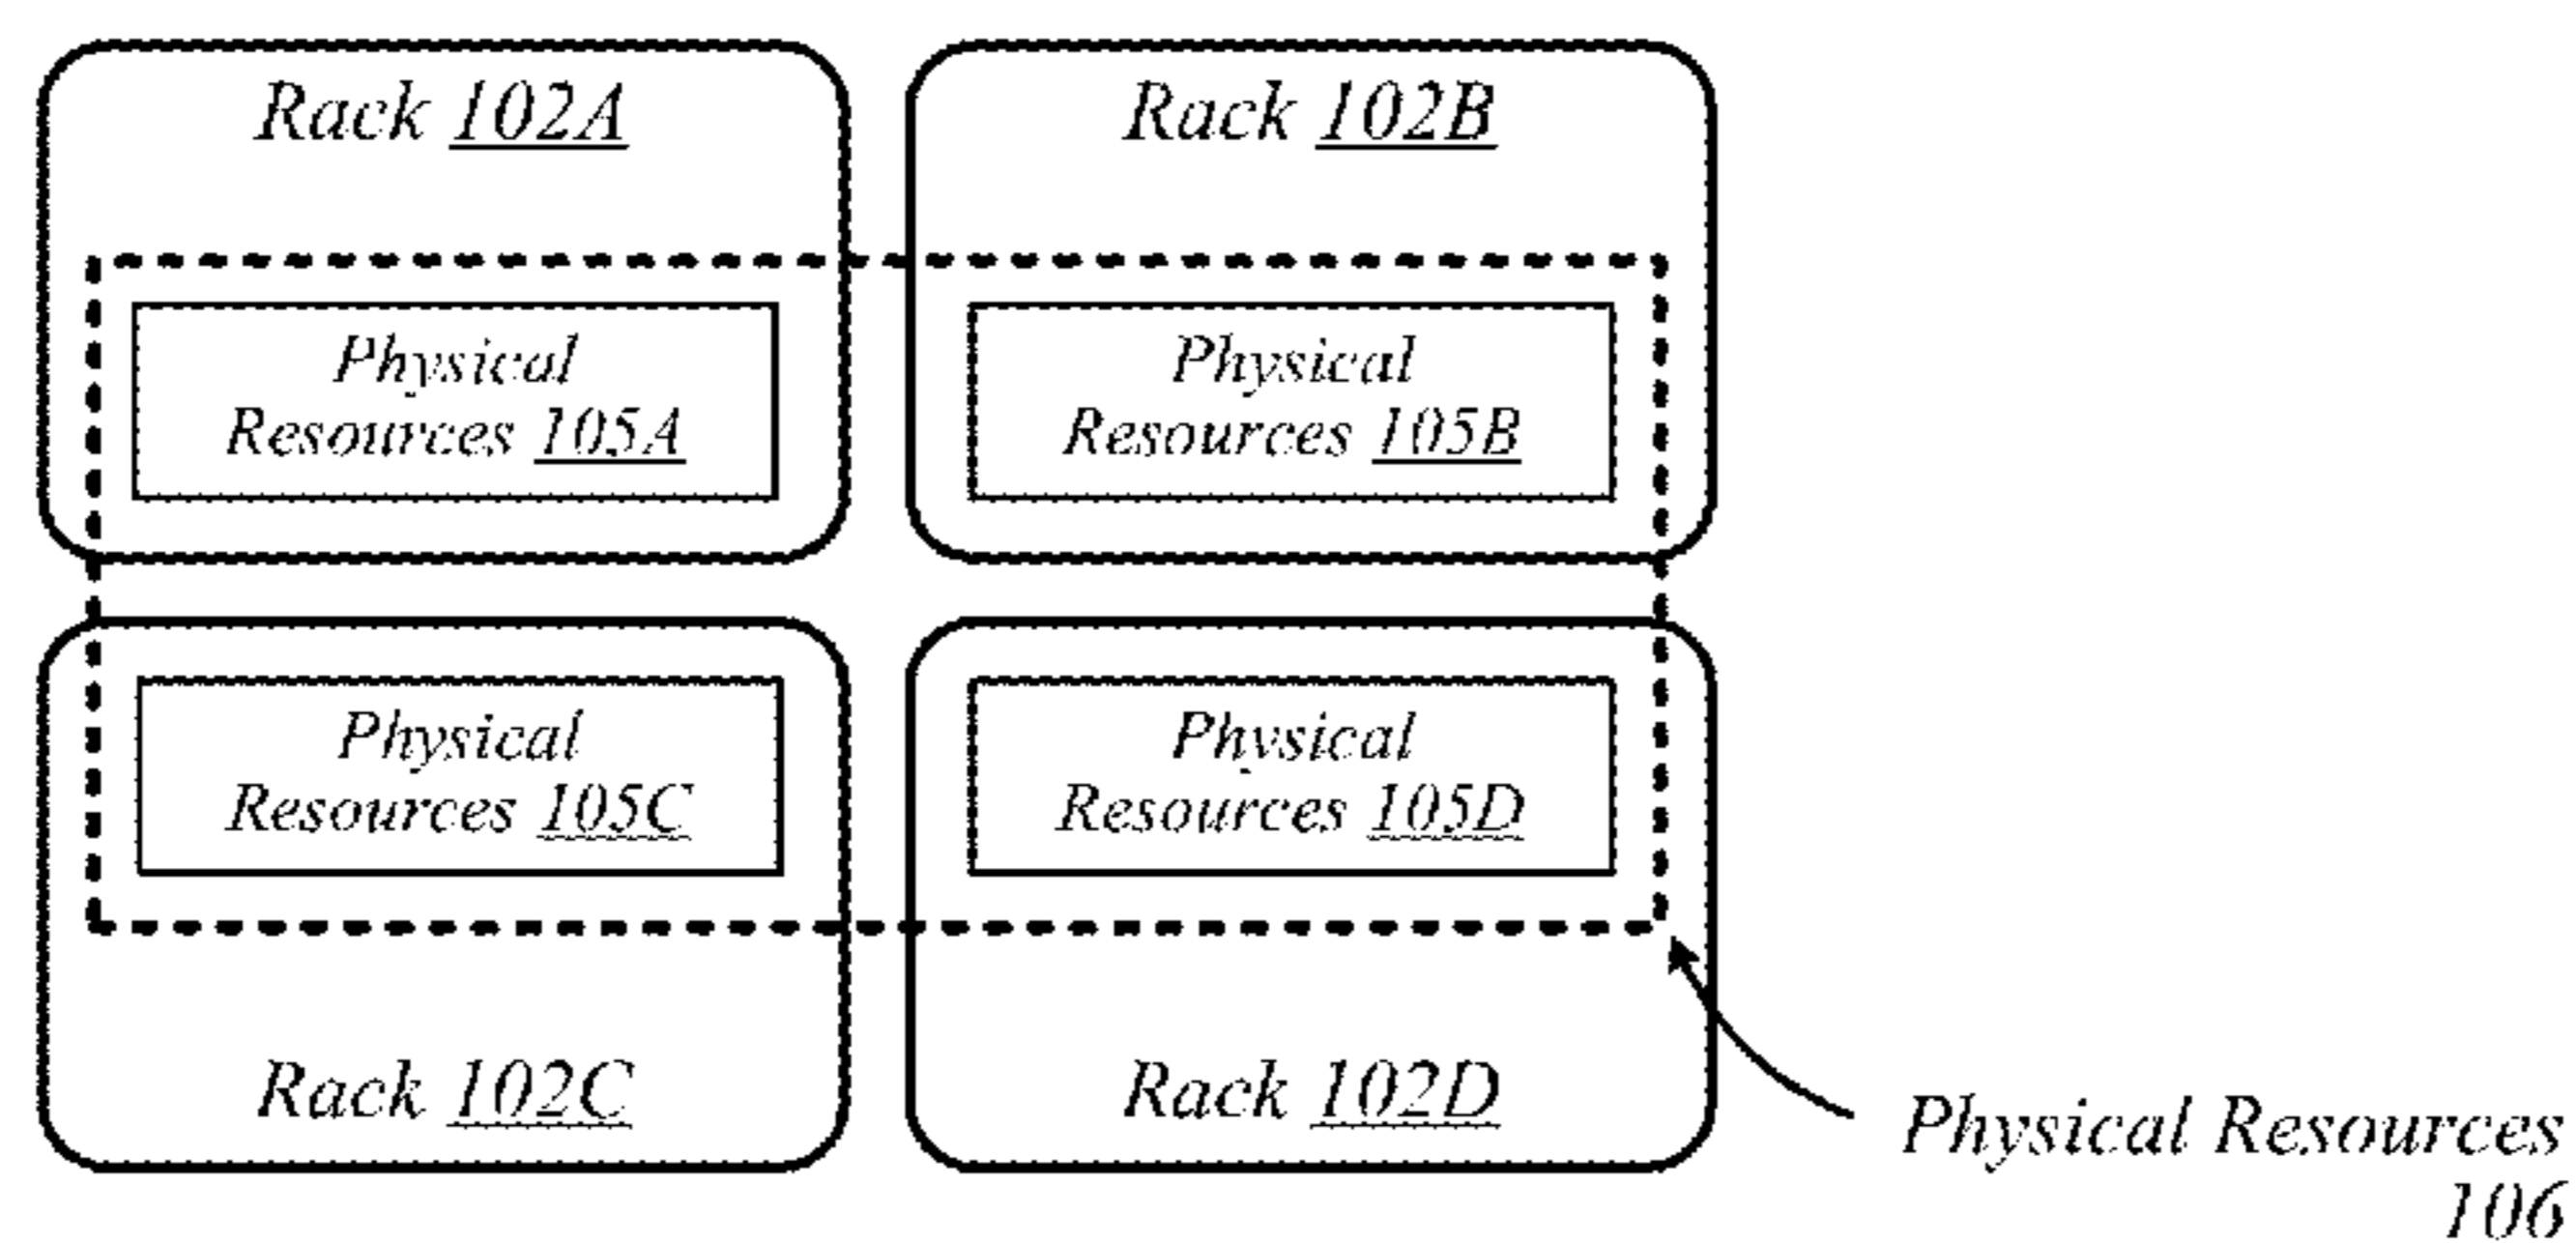 Rack 102A
Rack 102B
Physical
Resources 105A
Physical
Resources 105B
Physical
Resources 105C
Physical
Resources 105D
Rack 102C
Rack 102D
Physical Resources
106